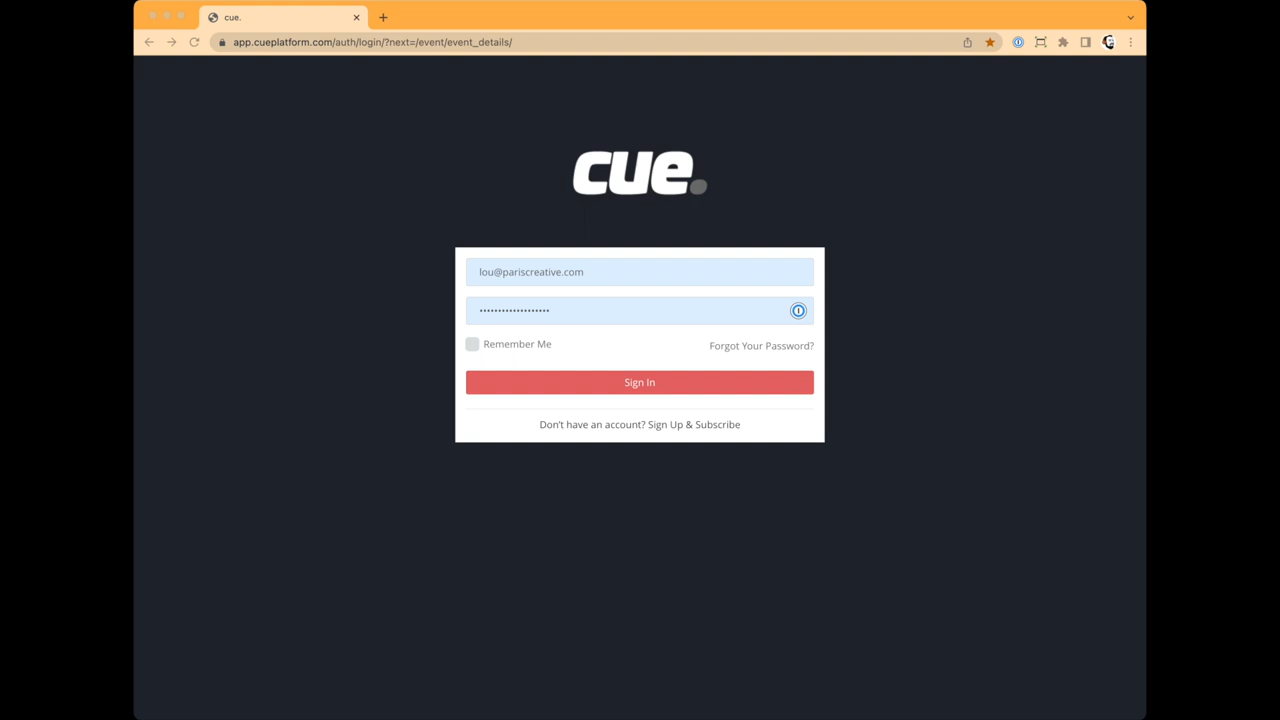 cue.
app.cueplatform.com/auth/login/?next=/event/event_details/
cue.
lou@pariscreative.com
•••••••••••••••••••
Remember Me
Forgot Your Password?
Sign In
Don't have an account? Sign Up & Subscribe